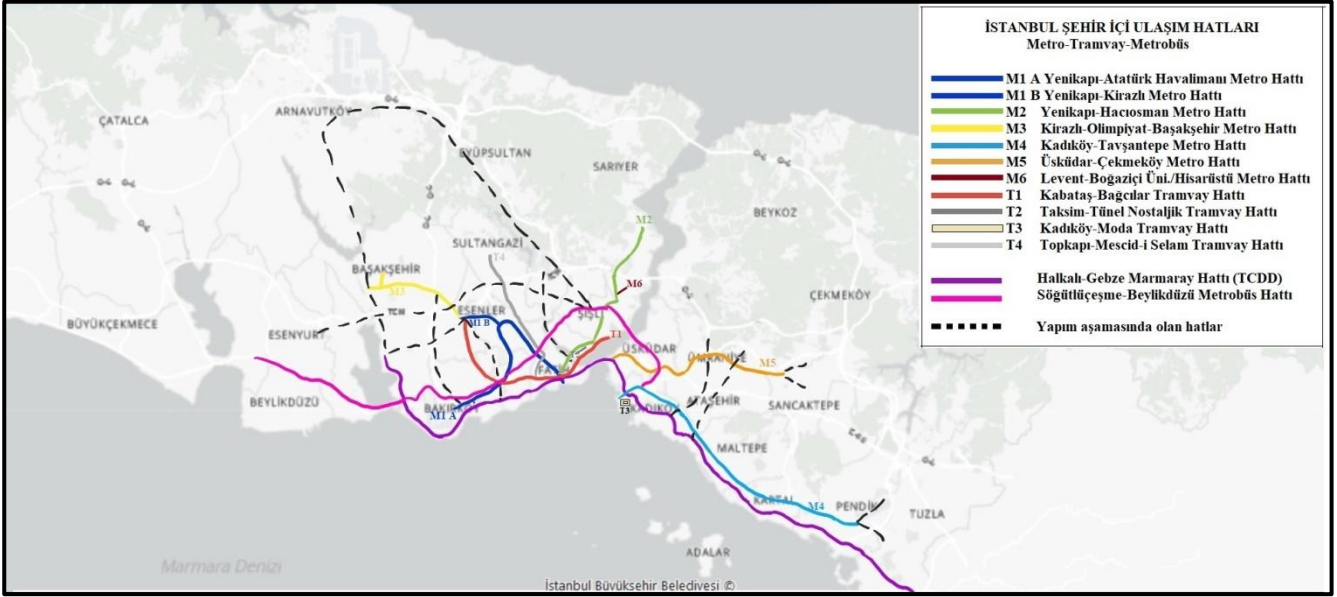 İSTANBUL ŞEHİR İÇİ ULAŞIM HATLARI
Metro-Tramvay-Metrobüs
M1 A Yenikapı-Atatürk Havalimanı Metro Hattı
M1 B Yenikapı-Kirazlı Metro Hattı
M2 Yenikapı-Hacıosman Metro Hattı
M3 Kirazlı-Olimpiyat-Başakşehir Metro Hattı
M4 Kadıköy-Tavşantepe Metro Hattı
M5 Üsküdar-Çekmeköy Metro Hattı
M6 Levent-Boğaziçi Üni./Hisarüstü Metro Hattı
T1 Kabataş-Bağcılar Tramvay Hattı
T2 Taksim-Tünel Nostaljik Tramvay Hattı
T3 Kadıköy-Moda Tramvay Hattı
T4 Topkapı-Mescid-i Selam Tramvay Hattı
Halkalı-Gebze Marmaray Hattı (TCDD)
Söğütlüçeşme-Beylikdüzü Metrobüs Hattı
Yapım aşamasında olan hatlar
ARNAVUTKÖY
ÇATALCA
EYÜPSULTAN
SARIYER
BEYKOZ
M2
SULTANGAZİ
T4
BAŞAKŞEHİR
M3
M6
ÇEKMEKÖY
ESENLER
ŞİŞLİ
BÜYÜKÇEKMECE
ESENYURT
M1 B
T1
ÜSKÜDAR
ÜMRANİYE
M5
BEYLİKDÜZÜ
BAKIRKÖY
M1 A
KADIKÖY
T3
ATAŞEHİR
SANCAKTEPE
MALTEPE
KARTAL
M4
PENDİK
TUZLA
ADALAR
Marmara Denizi
İstanbul Büyükşehir Belediyesi ©